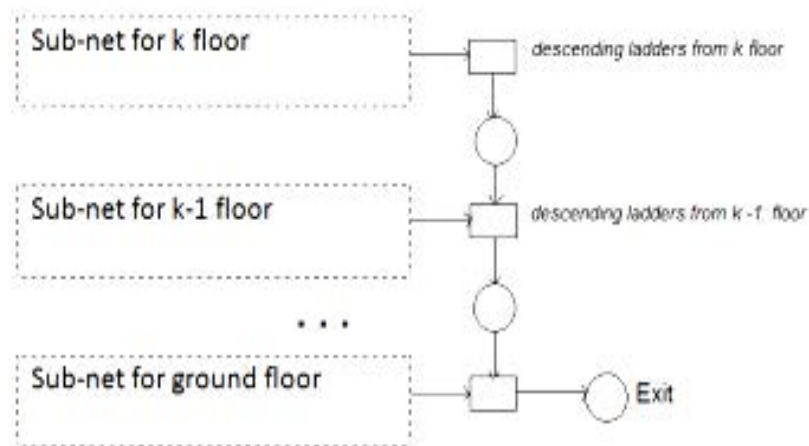 Sub-net for k floor
descending ladders from k floor
Sub-net for k-1 floor
descending ladders from k -1 floor
...
Sub-net for ground floor
Exit